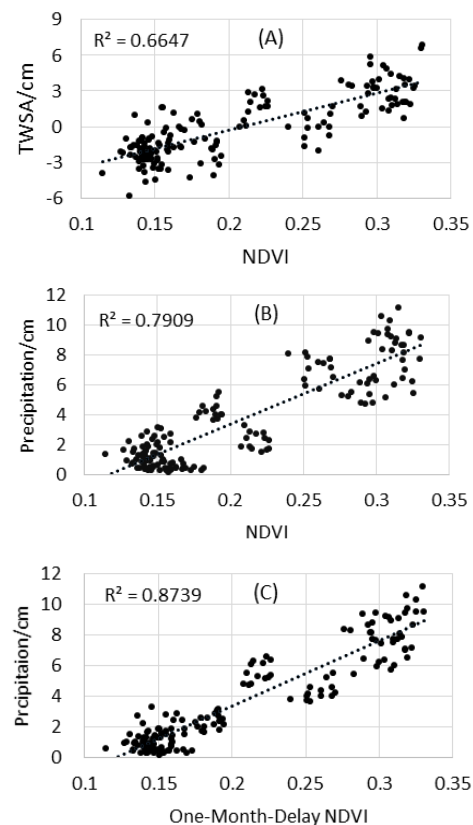 9
R² = 0.6647
(A)
6
3
0
-3
-6
TWSA/cm
0.1 0.15 0.2 0.25 0.3 0.35
NDVI
12
R² = 0.7909
(B)
10
8
6
4
2
0
Precipitation/cm
0.1 0.15 0.2 0.25 0.3 0.35
NDVI
12
R² = 0.8739
(C)
10
8
6
4
2
0
Prcipitaion/cm
0.1 0.15 0.2 0.25 0.3 0.35
One-Month-Delay NDVI